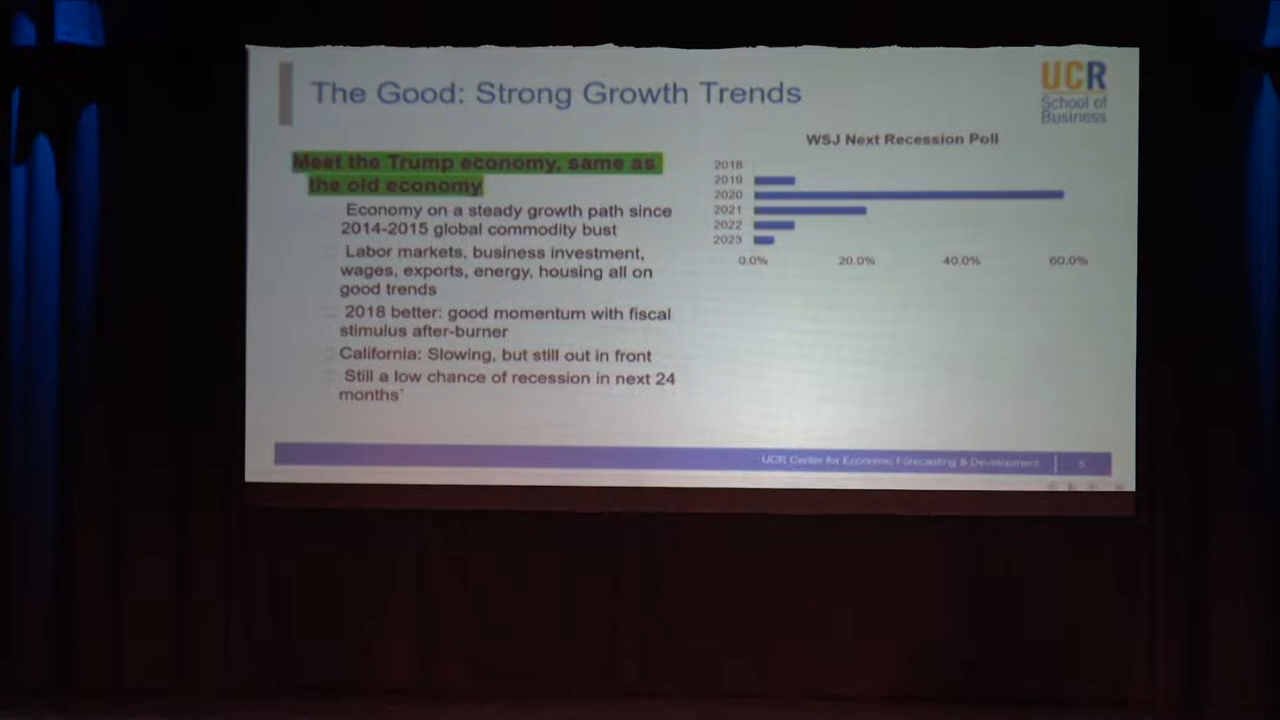 The Good: Strong Growth Trends
UCR
School of
Business
Meet the Trump economy, same as
the old economy
Economy on a steady growth path since
2014-2015 global commodity bust
Labor markets, business investment,
wages, exports, energy, housing all on
good trends
2018 better: good momentum with fiscal
stimulus after-burner
California: Slowing, but still out in front
Still a low chance of recession in next 24
months`
WSJ Next Recession Poll
2018
2019
2020
2021
2022
2023
0.0% 20.0% 40.0% 60.0%
UCR Center for Economic Forecasting & Development 5